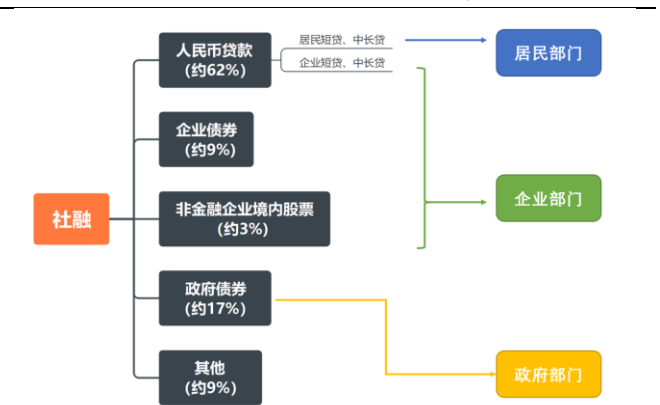 人民币贷款
(约62%)
居民短贷、中长贷
企业短贷、中长贷
居民部门
企业债券
(约9%)
社融
非金融企业境内股票
(约3%)
企业部门
政府债券
(约17%)
其他
(约9%)
政府部门